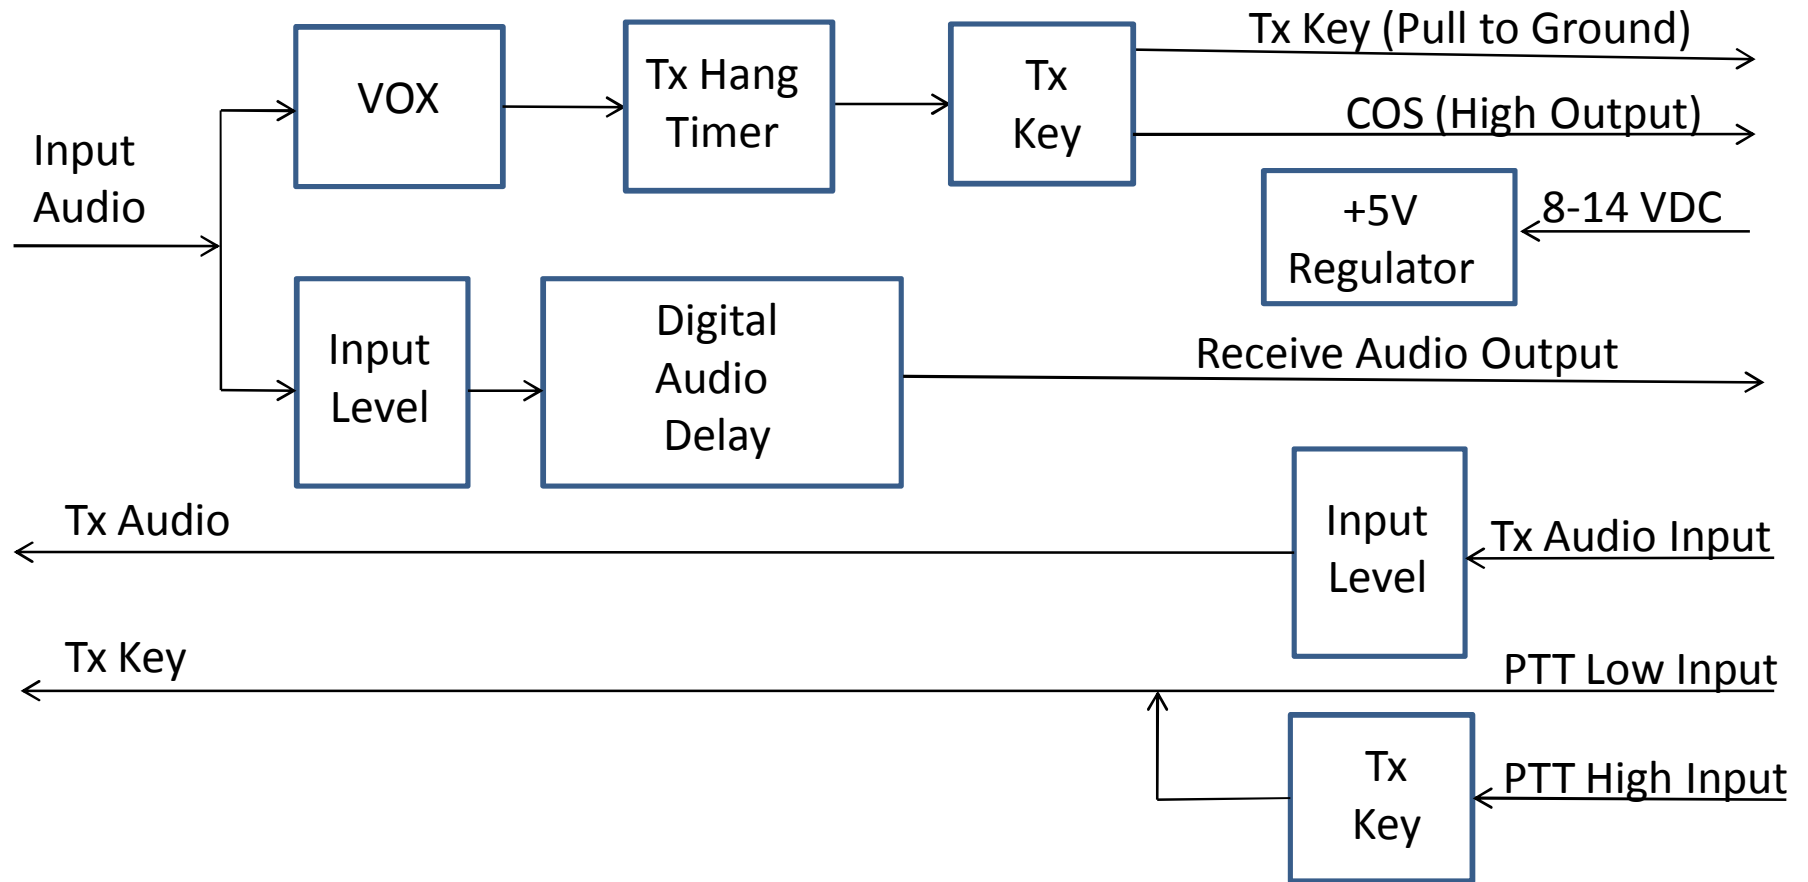 Input
Audio
VOX
Tx Hang
Timer
Tx
Key
Tx Key (Pull to Ground)
COS (High Output)
+5V
Regulator
8-14 VDC
Input
Level
Digital
Audio
Delay
Receive Audio Output
Tx Audio
Input
Level
Tx Audio Input
Tx Key
PTT Low Input
Tx
Key
PTT High Input